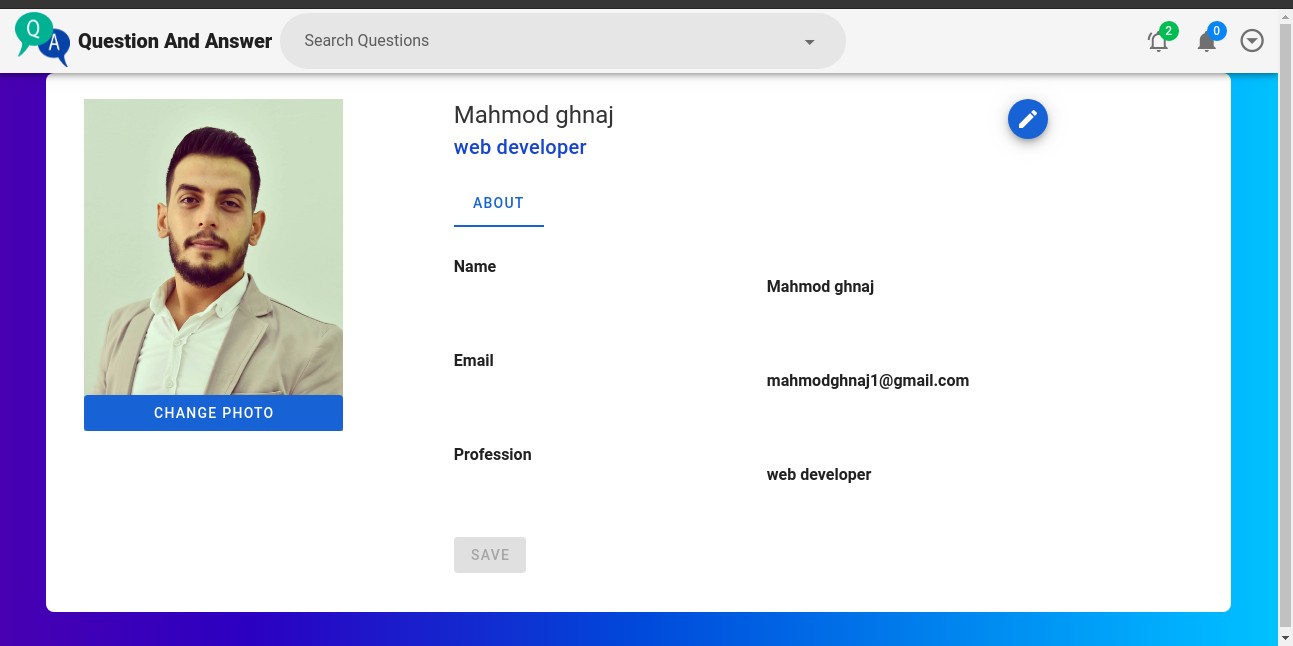 Q
A
Question And Answer
Search Questions
2
0
Mahmod ghnaj
web developer
ABOUT
Name
Mahmod ghnaj
Email
mahmodghnaj1@gmail.com
Profession
web developer
CHANGE PHOTO
SAVE